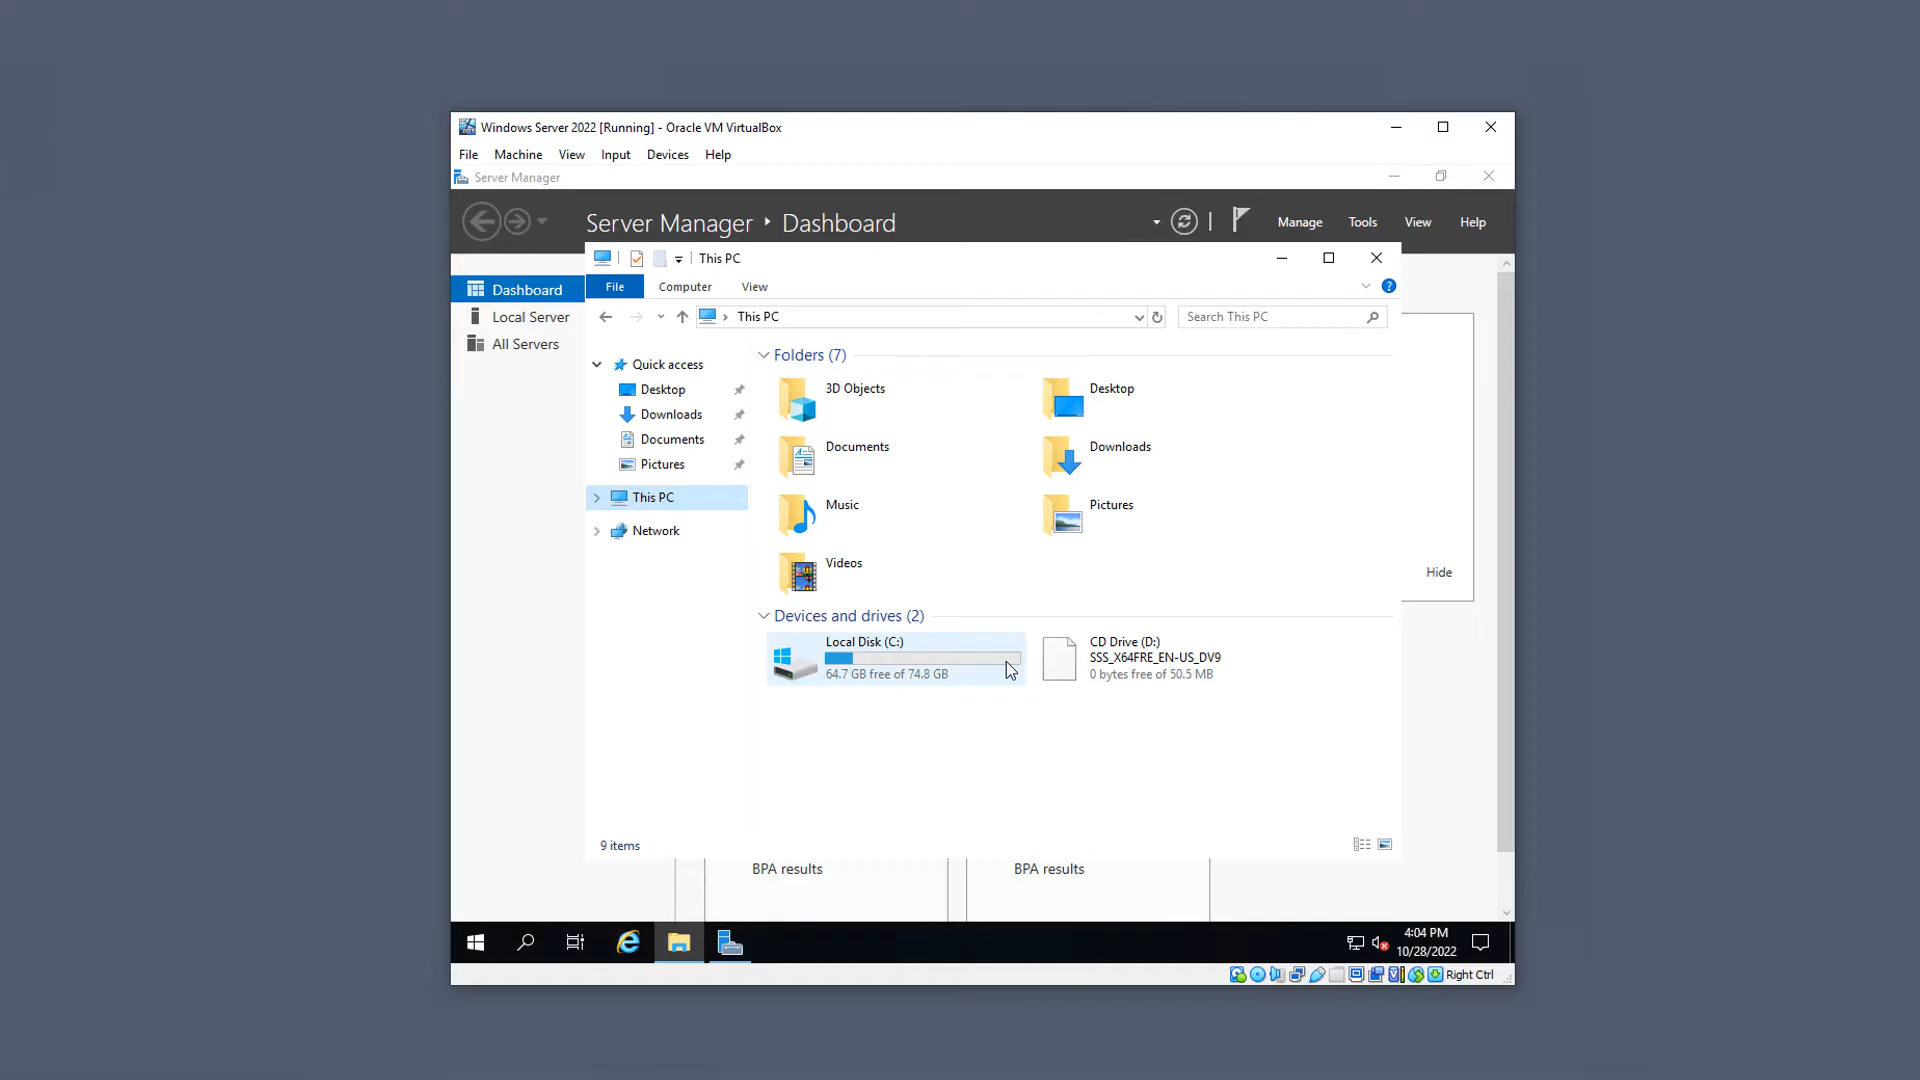 Windows Server 2022 [Running] - Oracle VM VirtualBox
File Machine View Input Devices Help
Server Manager
Server Manager Dashboard
Manage Tools View Help
Dashboard
Local Server
All Servers
This PC
File Computer View
This PC
Search This PC
Quick access
Desktop
Downloads
Documents
Pictures
This PC
Network
Folders (7)
3D Objects
Desktop
Documents
Downloads
Music
Pictures
Videos
Devices and drives (2)
Local Disk (C:)
64.7 GB free of 74.8 GB
CD Drive (D:)
SSS_X64FRE_EN-US_DV9
0 bytes free of 50.5 MB
9 items
Hide
BPA results
BPA results
4:04 PM
10/28/2022
Right Ctrl